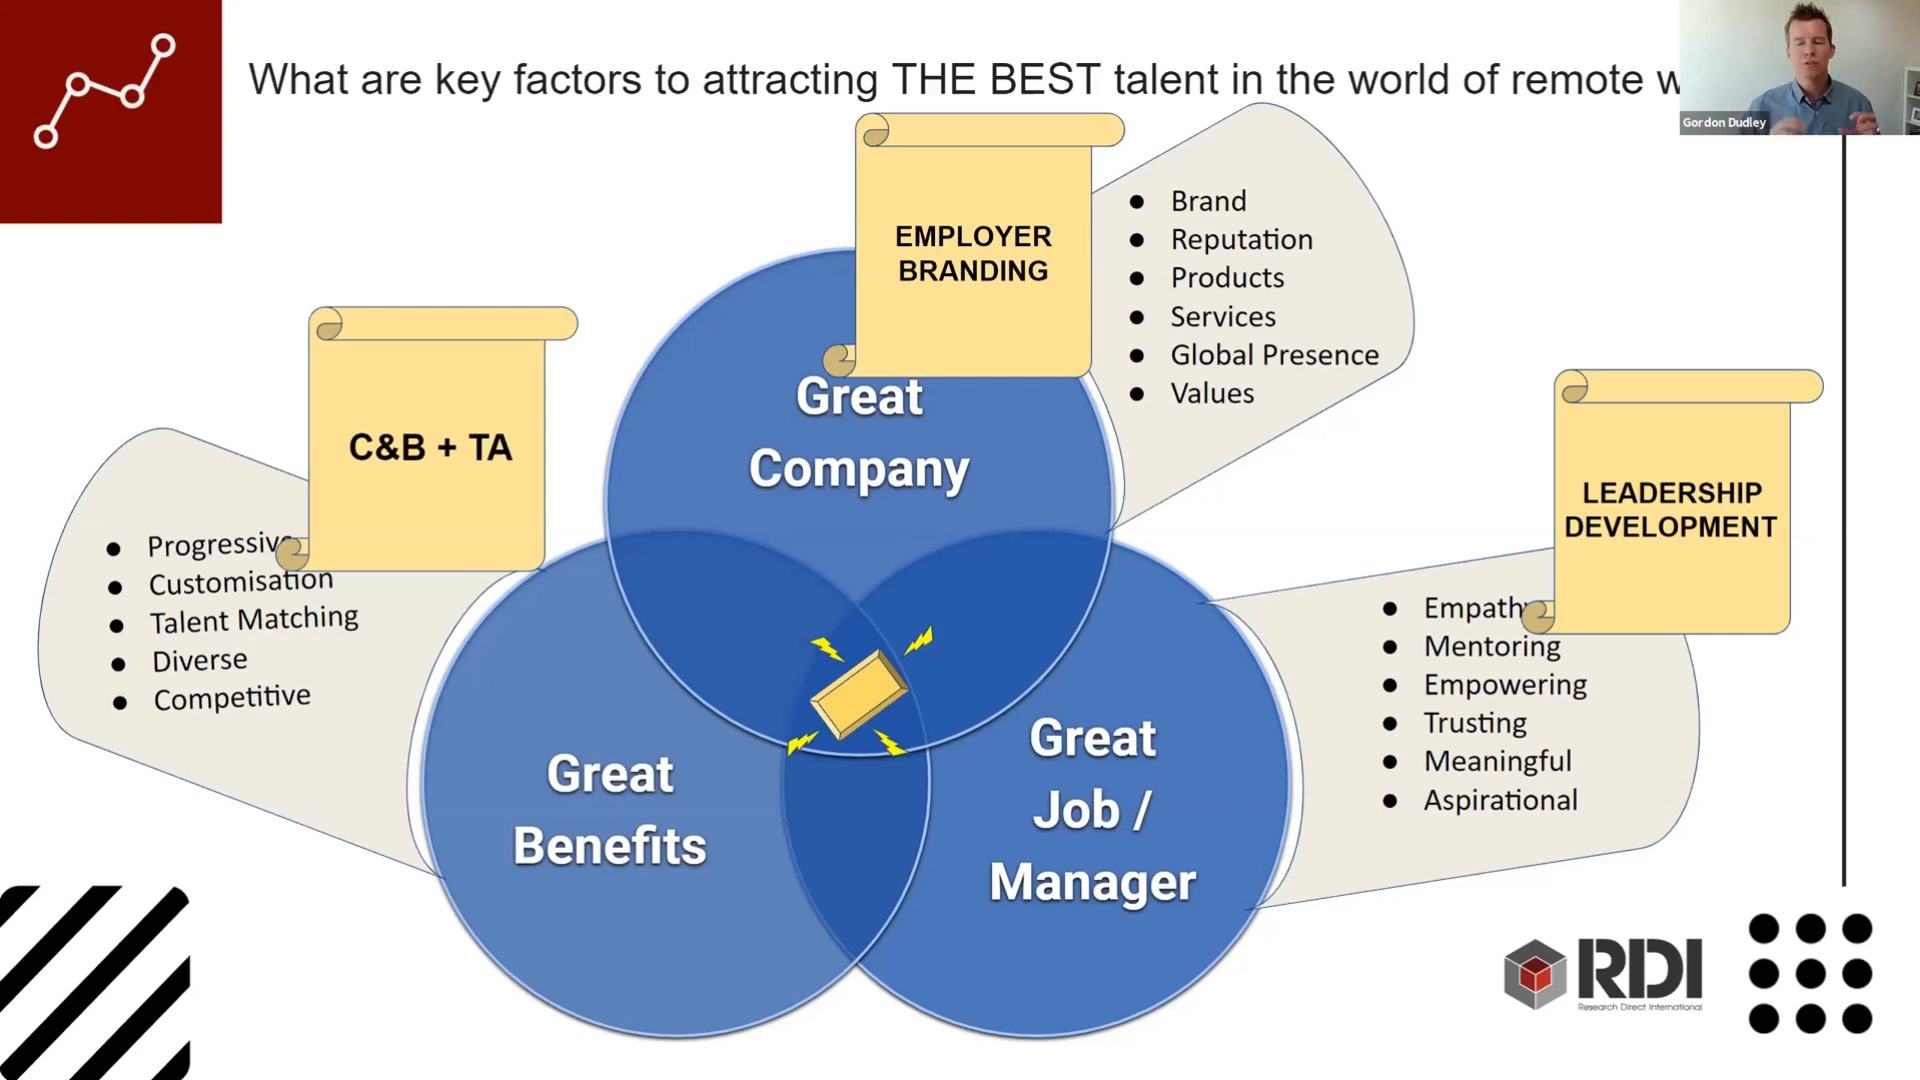 What are key factors to attracting THE BEST talent in the world of remote
Gordon Dudley
EMPLOYER
BRANDING
Brand
Reputation
Products
Services
Global Presence
Values
C&B + TA
Progressive
Customisation
Talent Matching
Diverse
Competitive
LEADERSHIP
DEVELOPMENT
Empathy
Mentoring
Empowering
Trusting
Meaningful
Aspirational
Great
Company
Great
Benefits
Great
Job /
Manager
RDI
Research Direct International